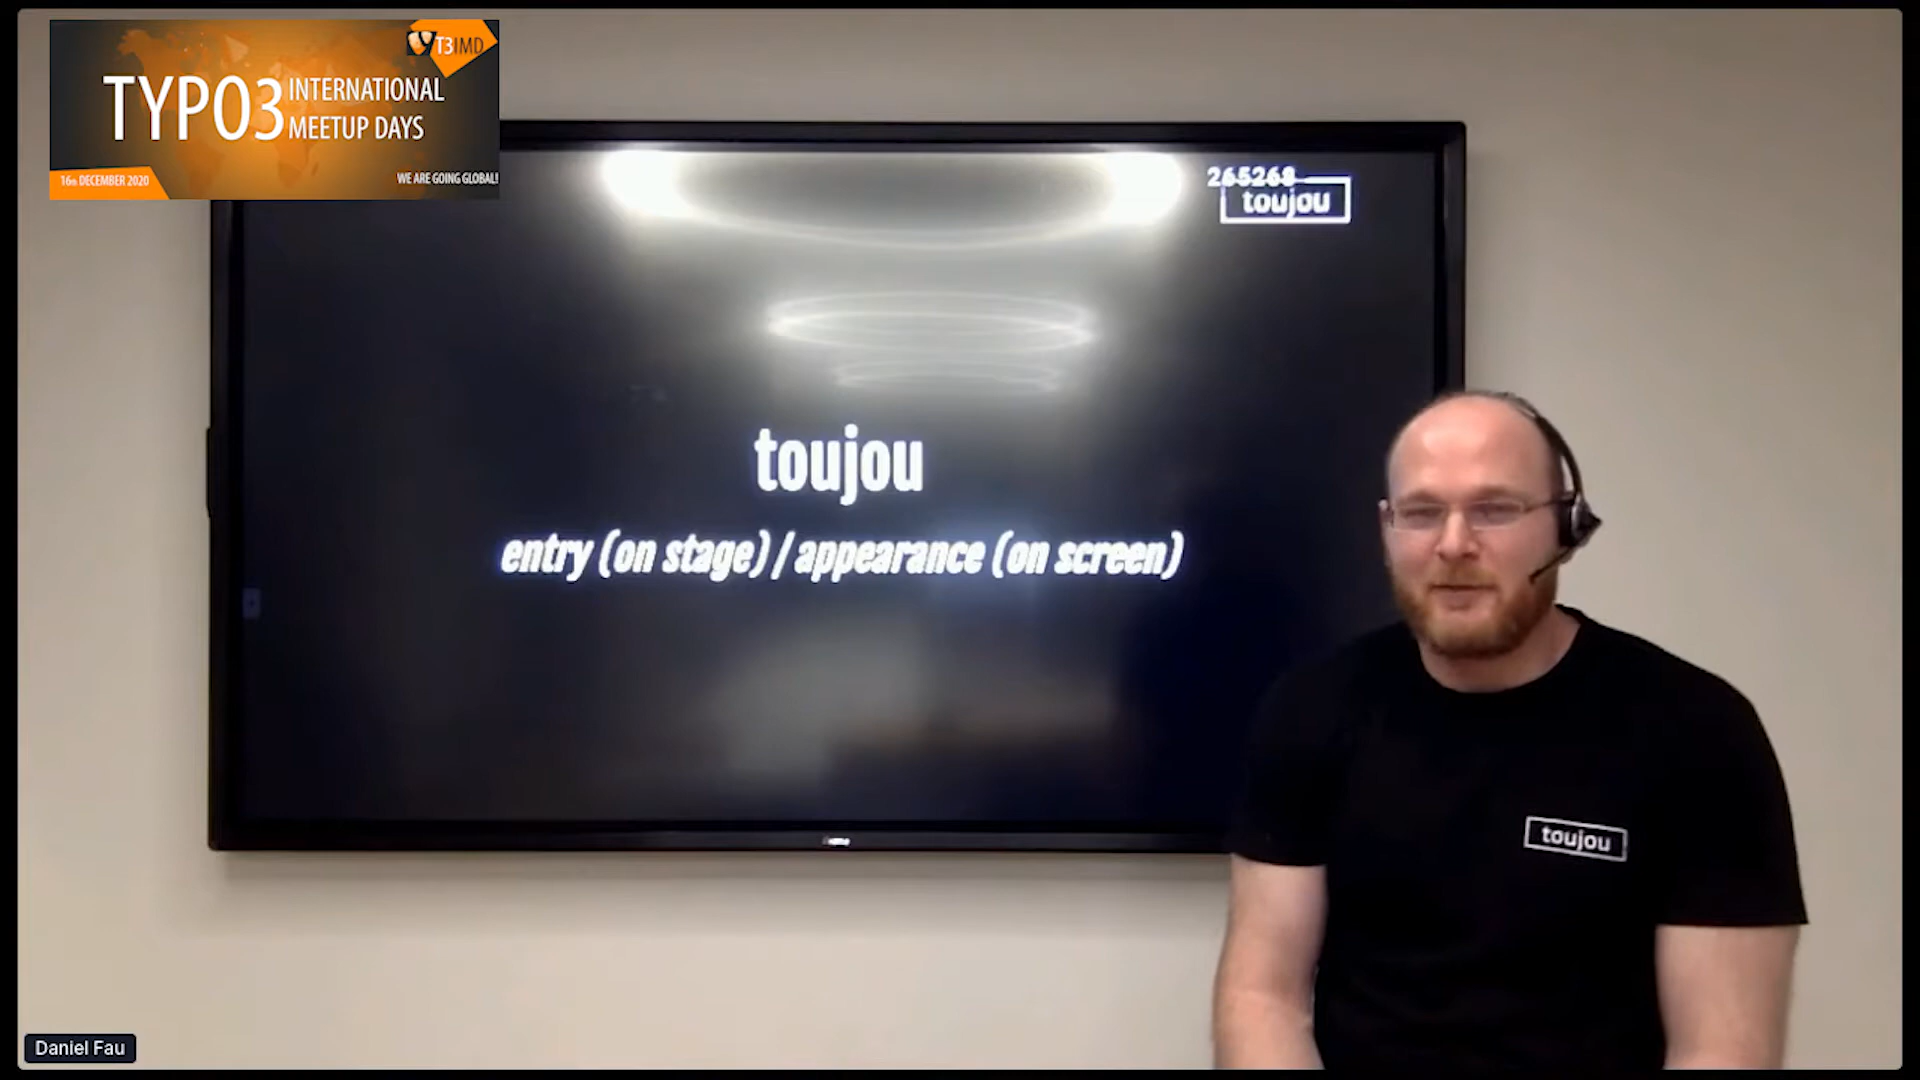 T3IMD
TYPO3 INTERNATIONAL
MEETUP DAYS
16th DECEMBER 2020
WE ARE GOING GLOBAL!
265268
toujou
toujou
entry (on stage) / appearance (on screen)
toujou
Daniel Fau